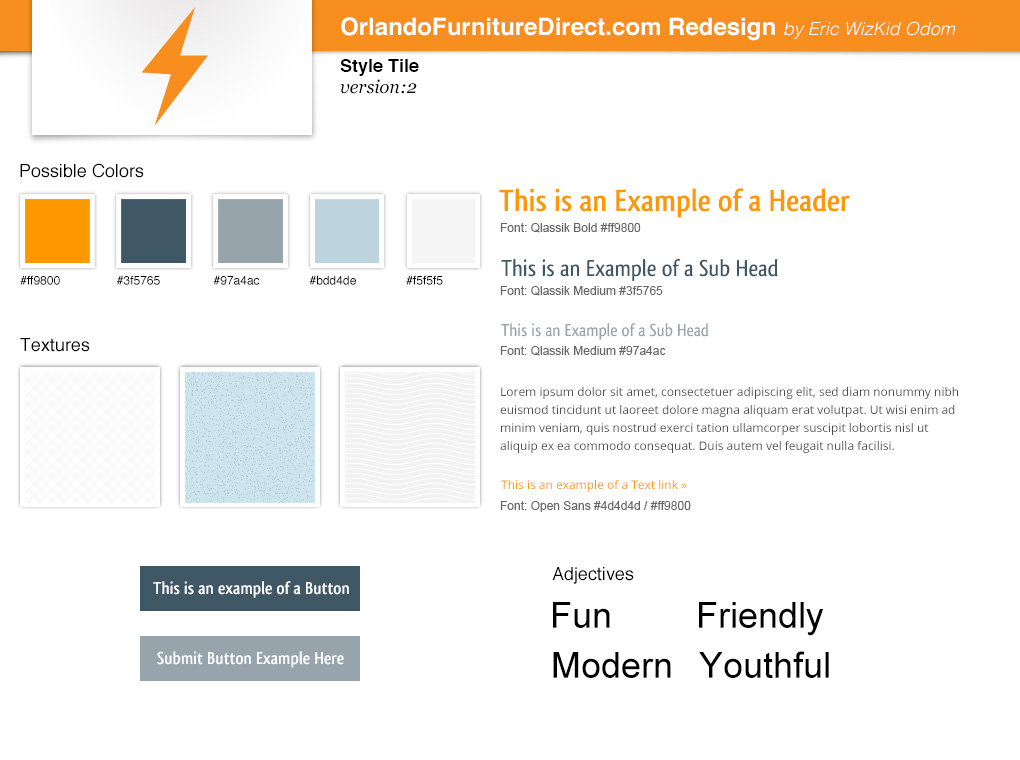 OrlandoFurnitureDirect.com Redesign by Eric WizKid Odom
Style Tile
version:2
Possible Colors
#ff9800 #3f5765 #97a4ac #bdd4de #f5f5f5
Textures
This is an Example of a Header
Font: Qlassik Bold #ff9800
This is an Example of a Sub Head
Font: Qlassik Medium #3f5765
This is an Example of a Sub Head
Font: Qlassik Medium #97a4ac
Lorem ipsum dolor sit amet, consectetuer adipiscing elit, sed diam nonummy nibh
euismod tincidunt ut laoreet dolore magna aliquam erat volutpat. Ut wisi enim ad
minim veniam, quis nostrud exerci tation ullamcorper suscipit lobortis nisl ut
aliquip ex ea commodo consequat. Duis autem vel feugait nulla facilisi.
This is an example of a Text link »
Font: Open Sans #4d4d4d / #ff9800
This is an example of a Button
Submit Button Example Here
Adjectives
Fun Friendly
Modern Youthful